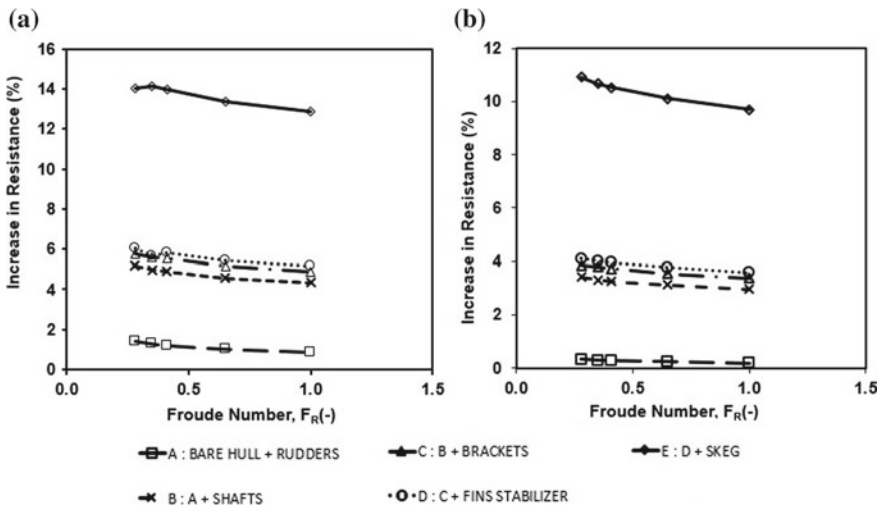 (a)
16
14
12
10
8
6
4
2
0
Increase in Resistance (%)
0.0
0.5
1.0
1.5
Froude Number, FR(-)
(b)
12
10
8
6
4
2
0
Increase in Resistance (%)
0.0
0.5
1.0
1.5
Froude Number, FR(-)
A : BARE HULL + RUDDERS
C : B + BRACKETS
E : D + SKEG
B : A + SHAFTS
D : C + FINS STABILIZER